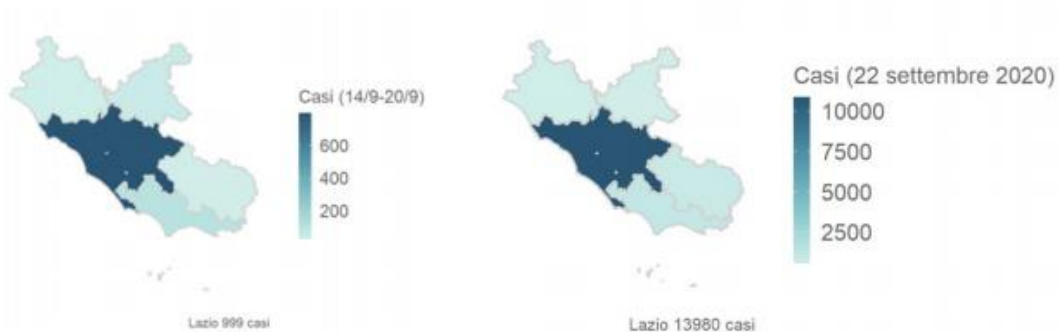 Casi (14/9-20/9)
600
400
200
Lazio 999 casi
Casi (22 settembre 2020)
10000
7500
5000
2500
Lazio 13980 casi